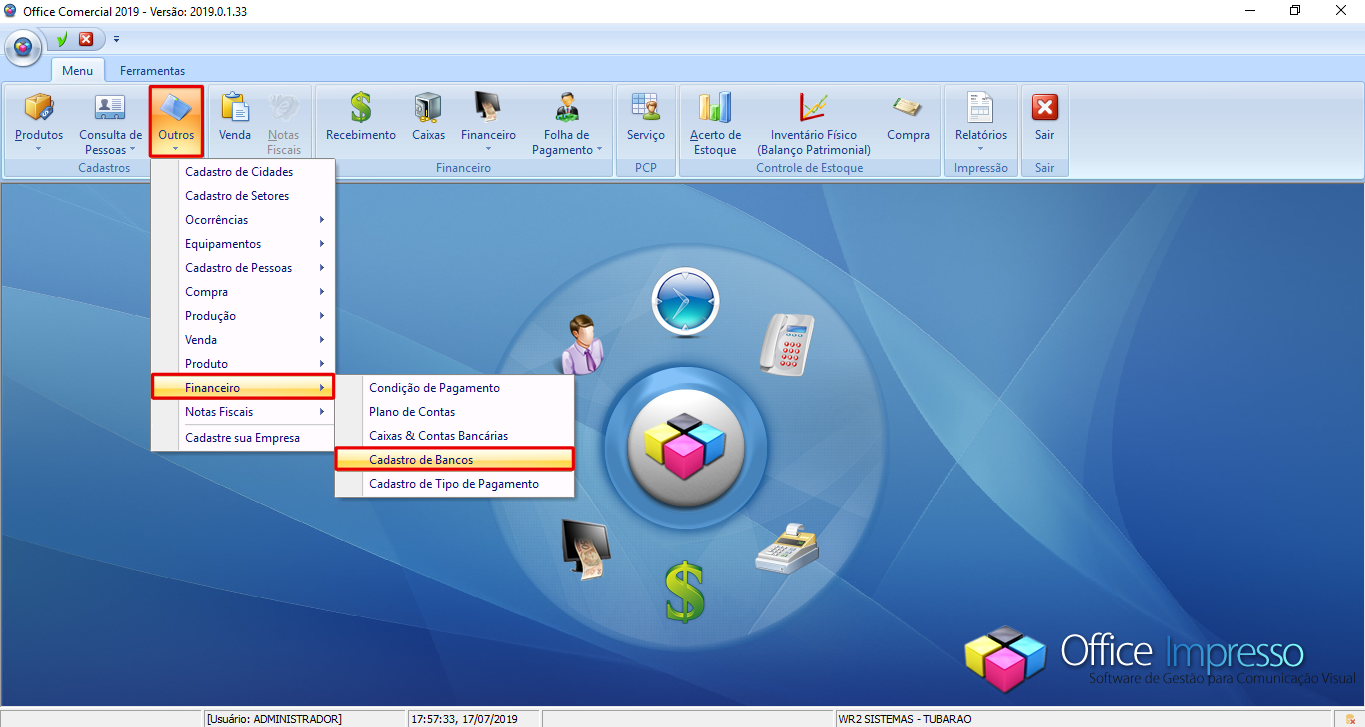 Office Comercial 2019 - Versão: 2019.0.1.33
Menu
Ferramentas
Produtos
Consulta de
Pessoas
Outros
Cadastros
Venda
Notas
Fiscais
Recebimento
Caixas
Financeiro
Folha de
Pagamento
Financeiro
Serviço
PCP
Acerto de
Estoque
Inventário Físico
(Balanço Patrimonial)
Compra
Controle de Estoque
Relatórios
Impressão
Sair
Sair
Cadastro de Cidades
Cadastro de Setores
Ocorrências
Equipamentos
Cadastro de Pessoas
Compra
Produção
Venda
Produto
Financeiro
Notas Fiscais
Cadastre sua Empresa
Condição de Pagamento
Plano de Contas
Caixas & Contas Bancárias
Cadastro de Bancos
Cadastro de Tipo de Pagamento
Office Impresso
Software de Gestão para Comunicação Visual
[Usuário: ADMINISTRADOR]
17:57:33, 17/07/2019
WR2 SISTEMAS - TUBARAO